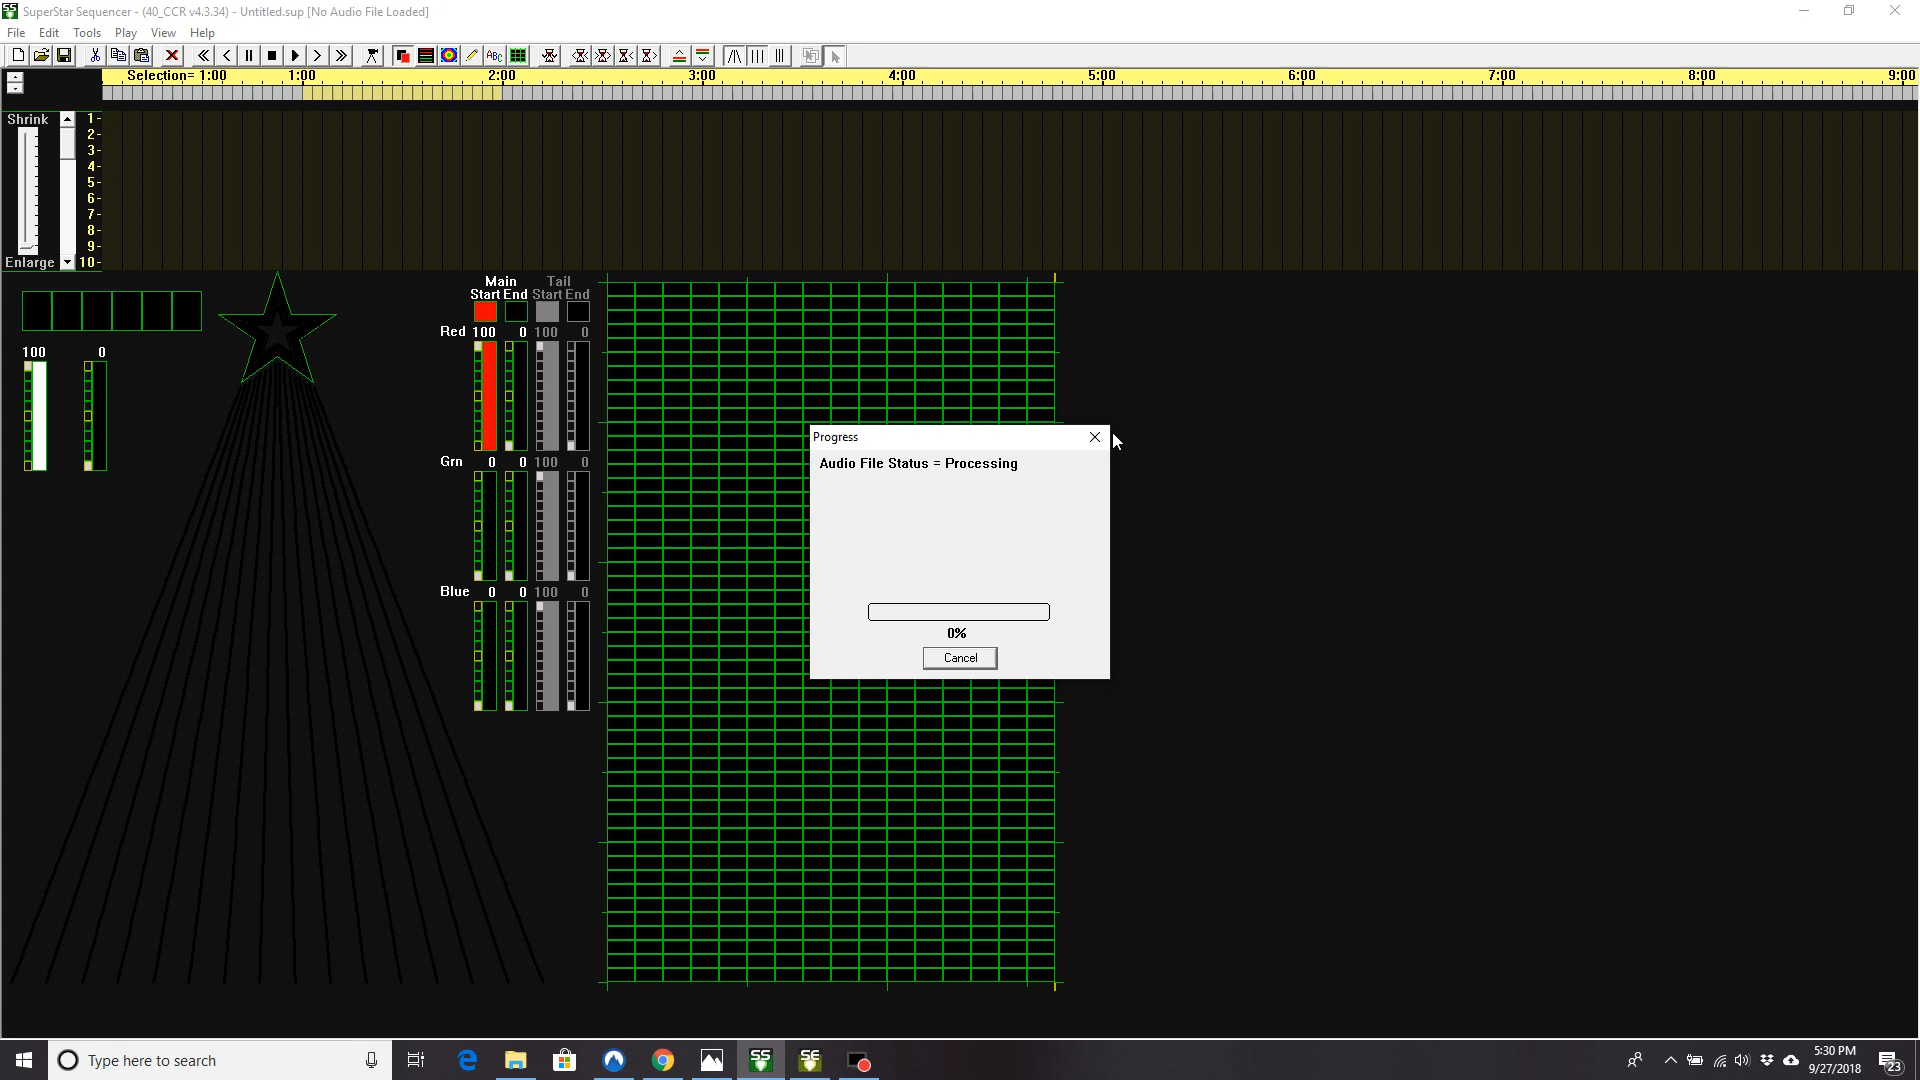 SuperStar Sequencer - (40_CCR v4.3.34) - Untitled.sup [No Audio File Loaded]
File Edit Tools Play View Help
Selection= 1:00 1:00 2:00 3:00 4:00 5:00 6:00 7:00 8:00 9:00
Shrink
1-
2-
3-
4-
5-
6-
7-
8-
9-
Enlarge 10-
Main Tail
Start End Start End
Red 100 0 100 0
100 0
Progress
Audio File Status = Processing
Grn 0 0 100 0
Blue 0 0 100 0
0%
Cancel
Type here to search
5:30 PM
9/27/2018
23